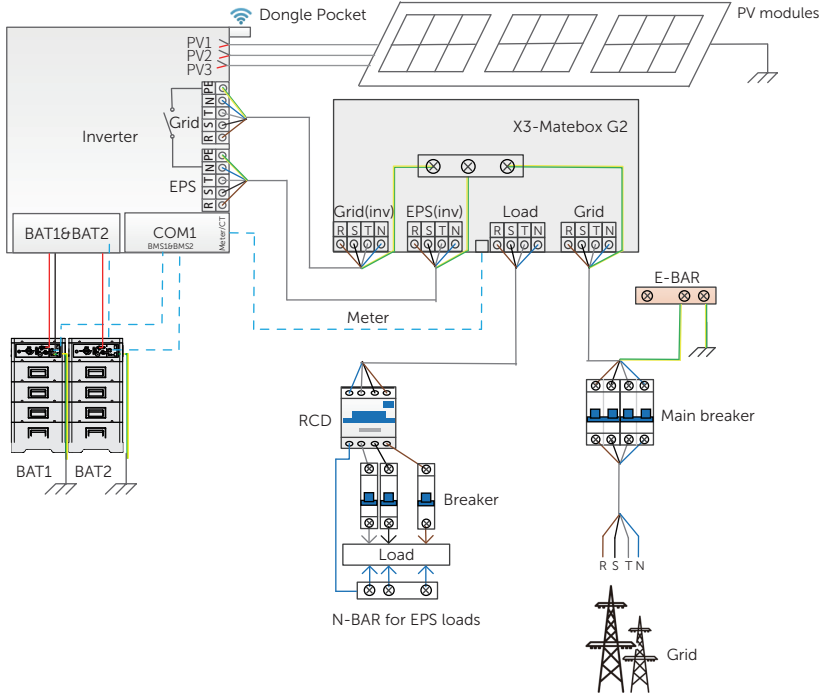 Dongle Pocket
PV modules
PV1
PV2
PV3
X3-Matebox G2
Inverter
Grid
R S T N PE
EPS
R S T N PE
BAT1&BAT2
COM1
BMS1&BMS2
Meter/CT
Grid(inv)
EPS(inv)
Load
Grid
R S T N
R S T N
R S T N
R S T N
E-BAR
Meter
RCD
Main breaker
BAT1
BAT2
Breaker
Load
R S T N
N-BAR for EPS loads
Grid